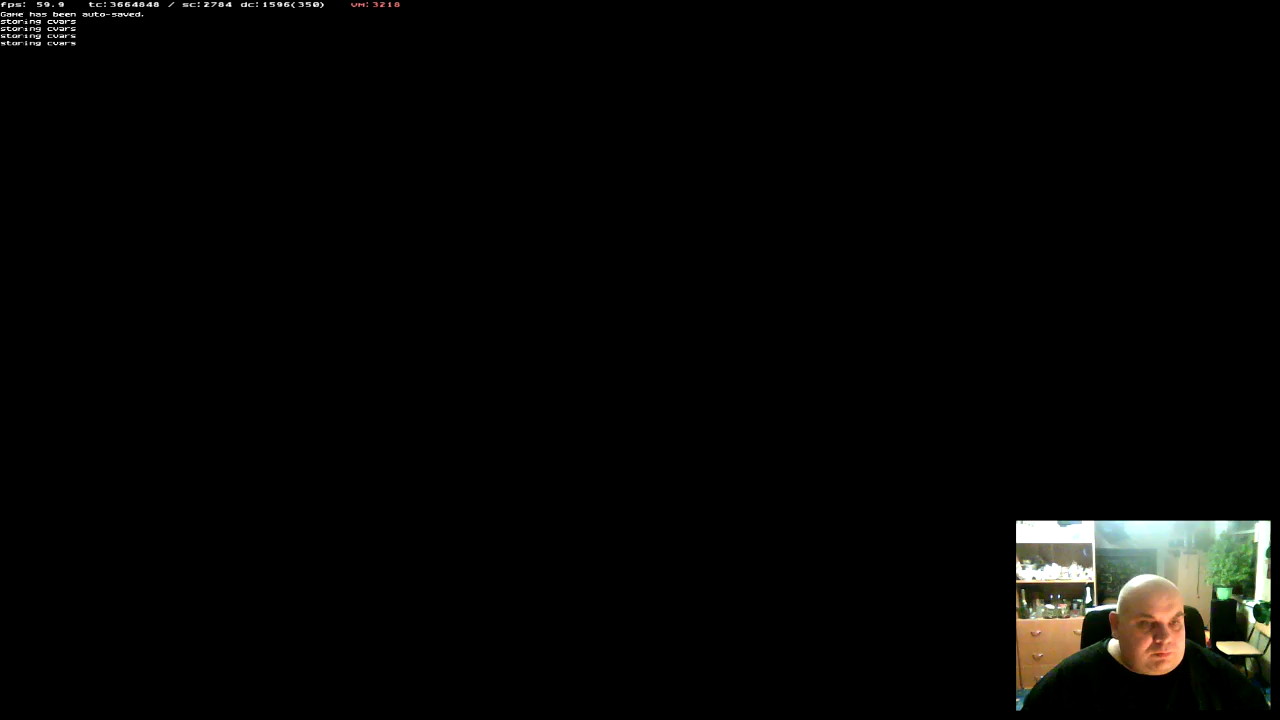 fps: 59.9 tc:3664848 / sc:2784 dc:1596(350) vm:3218
Game has been auto-saved.
storing cvars
storing cvars
storing cvars
storing cvars